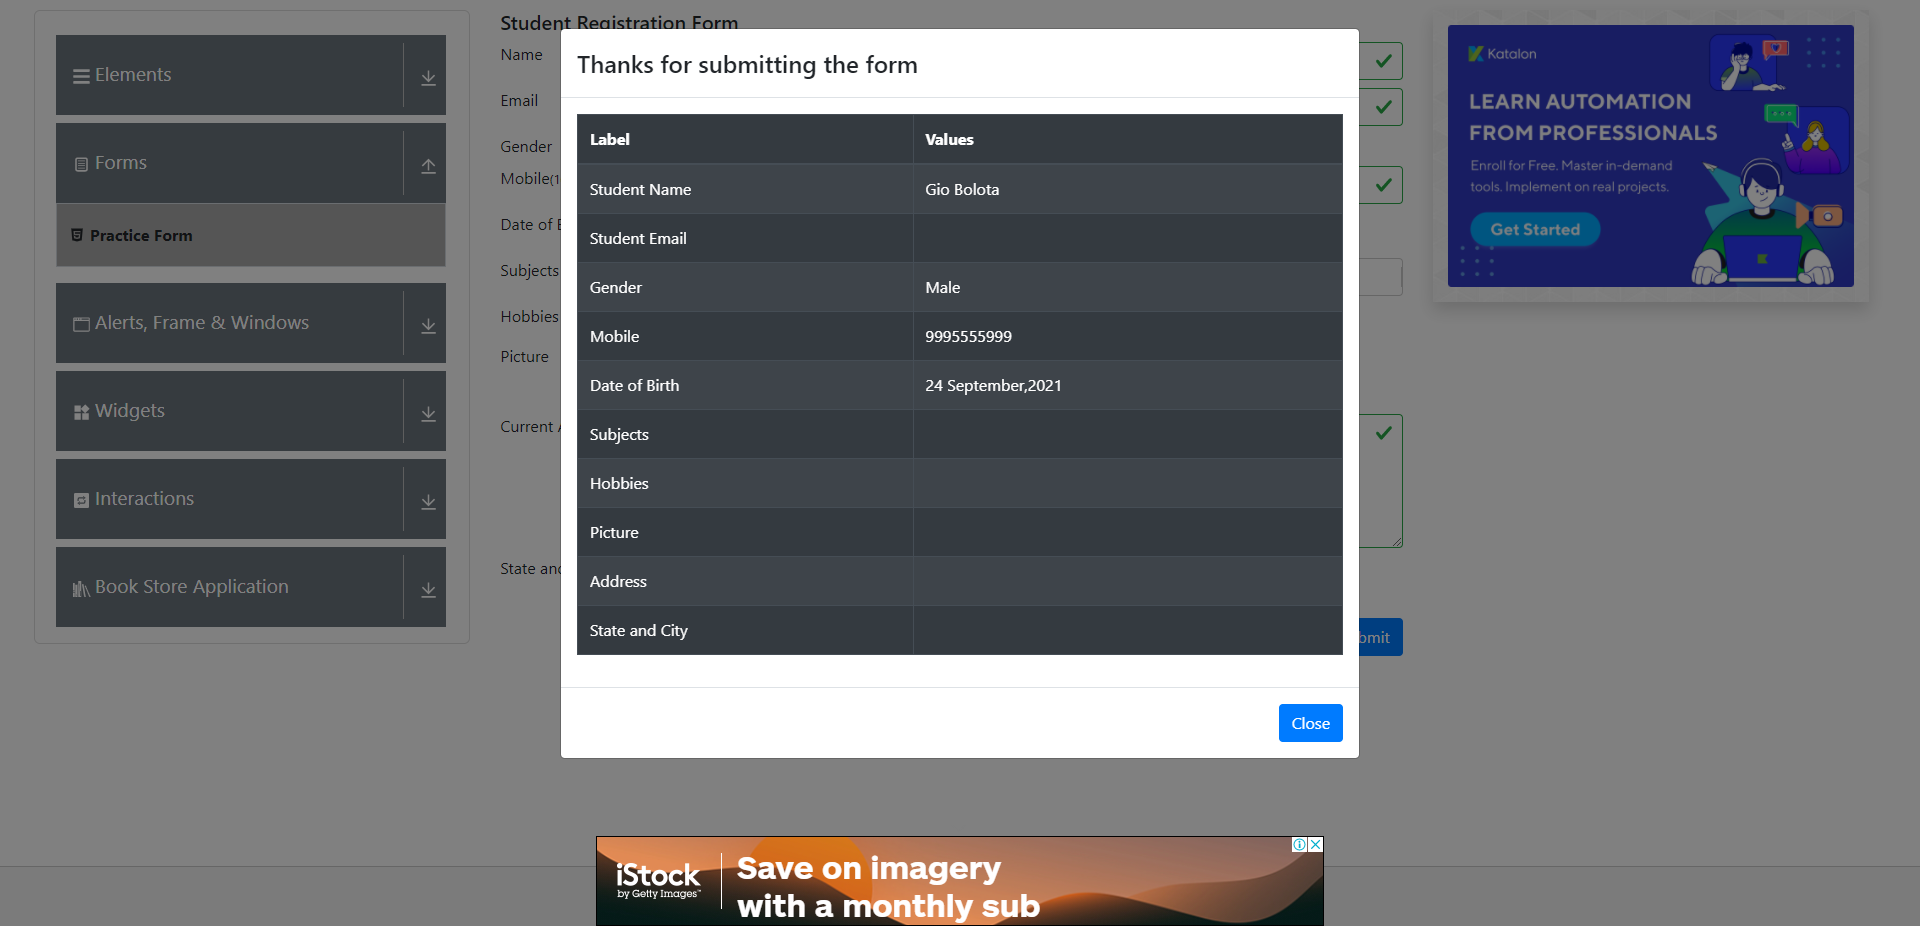 Elements
Forms
Practice Form
Alerts, Frame & Windows
Widgets
Interactions
Book Store Application
Student Registration Form
Name
Email
Gender
Mobile(1
Date of B
Subjects
Hobbies
Picture
Current A
State and
bmit
Thanks for submitting the form
Label Values
Student Name Gio Bolota
Student Email
Gender Male
Mobile 9995555999
Date of Birth 24 September,2021
Subjects
Hobbies
Picture
Address
State and City
Close
Katalon
LEARN AUTOMATION
FROM PROFESSIONALS
Enroll for Free. Master in-demand
tools. Implement on real projects.
Get Started
iStock
by Getty Images™
Save on imagery
with a monthly sub